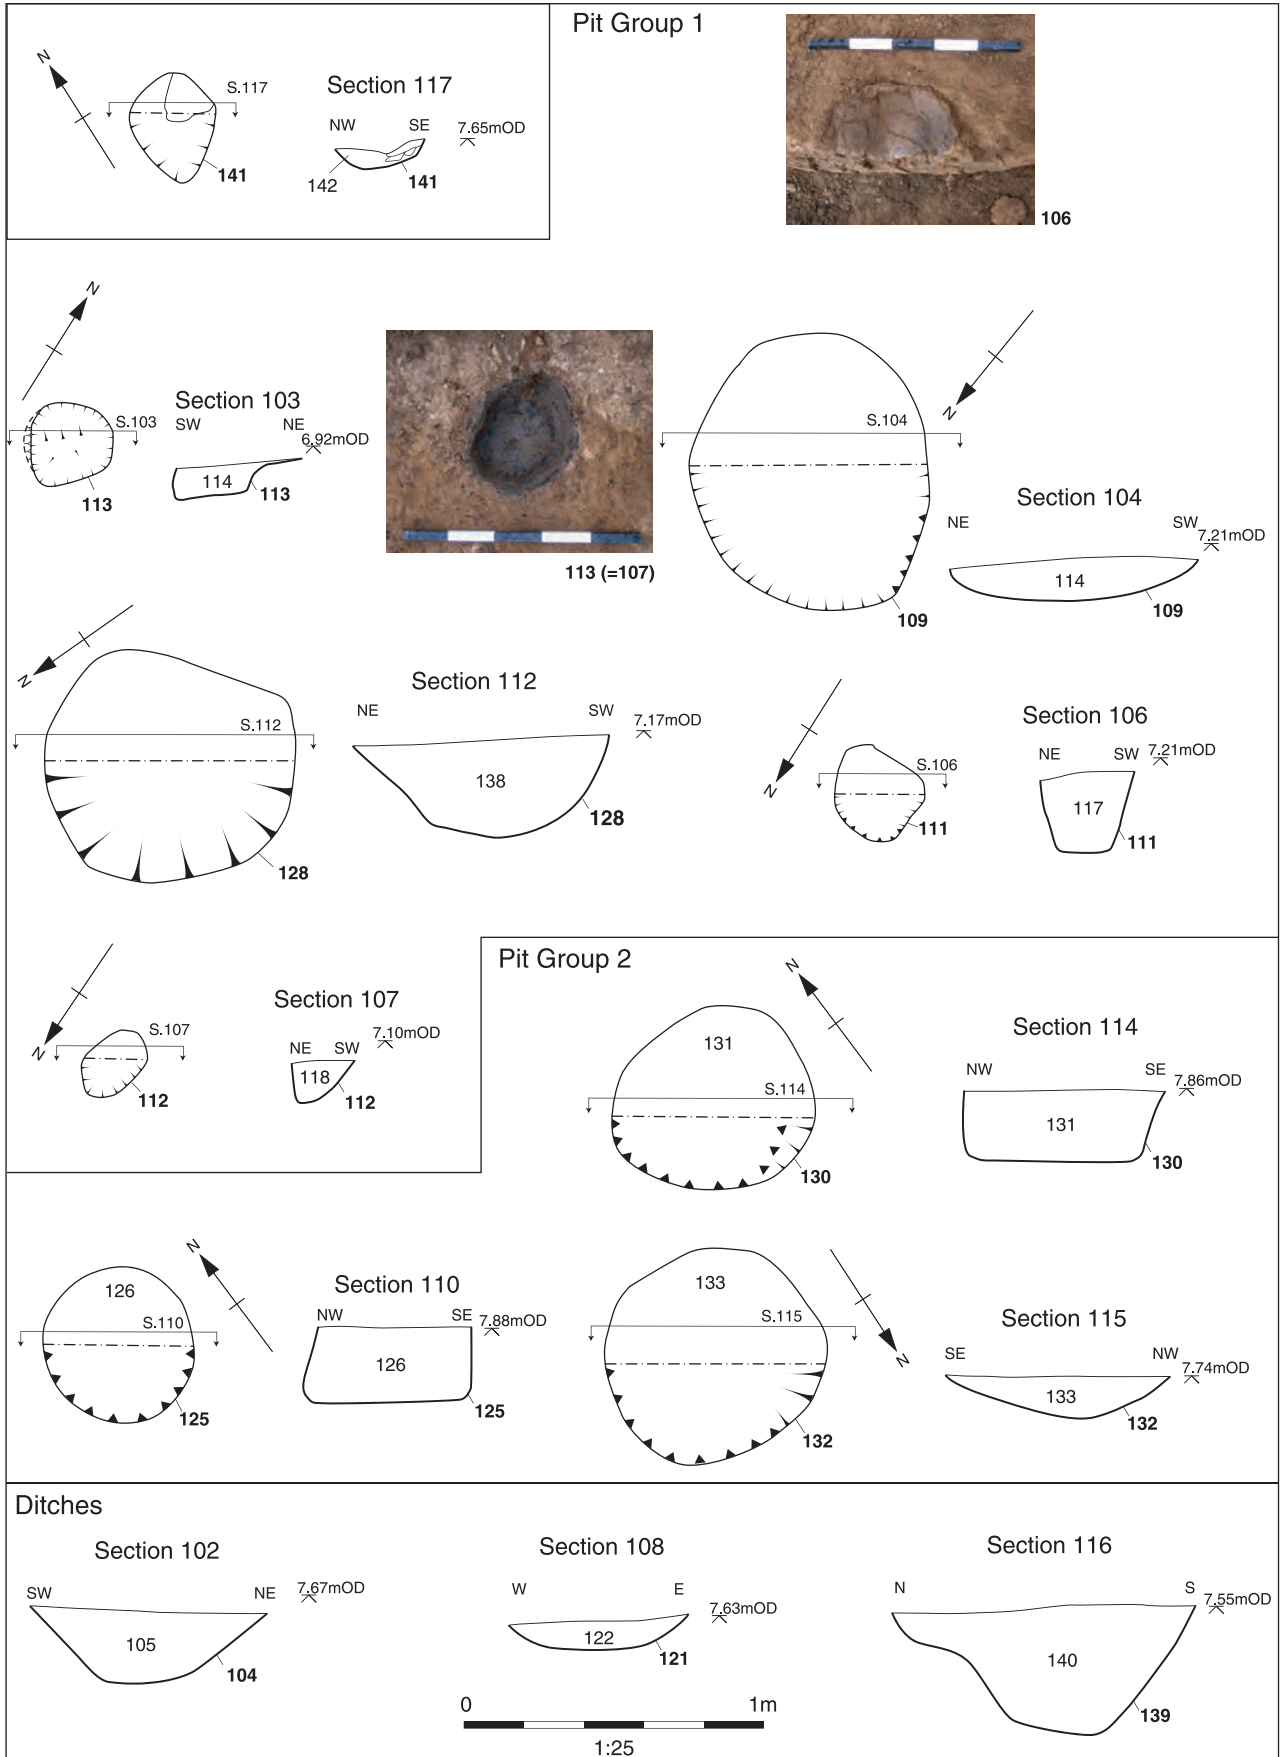 Pit Group 1
N
S.117
141
Section 117
NW SE 7.65mOD
142 141
106
N
S.103
113
Section 103
SW NE 6.92mOD
114 113
113 (=107)
N
S.104
109
Section 104
NE SW 7.21mOD
114
109
N
S.112
128
Section 112
NE SW 7.17mOD
138
128
N
S.106
111
Section 106
NE SW 7.21mOD
117
111
N
S.107
112
Section 107
NE SW 7.10mOD
118
112
Pit Group 2
N
131
S.114
130
Section 114
NW SE 7.86mOD
131
130
N
126
S.110
125
Section 110
NW SE 7.88mOD
126
125
133
S.115
N
132
Section 115
SE NW 7.74mOD
133
132
Ditches
Section 102
SW NE 7.67mOD
105
104
Section 108
W E 7.63mOD
122
121
Section 116
N S 7.55mOD
140
139
0 1m
1:25